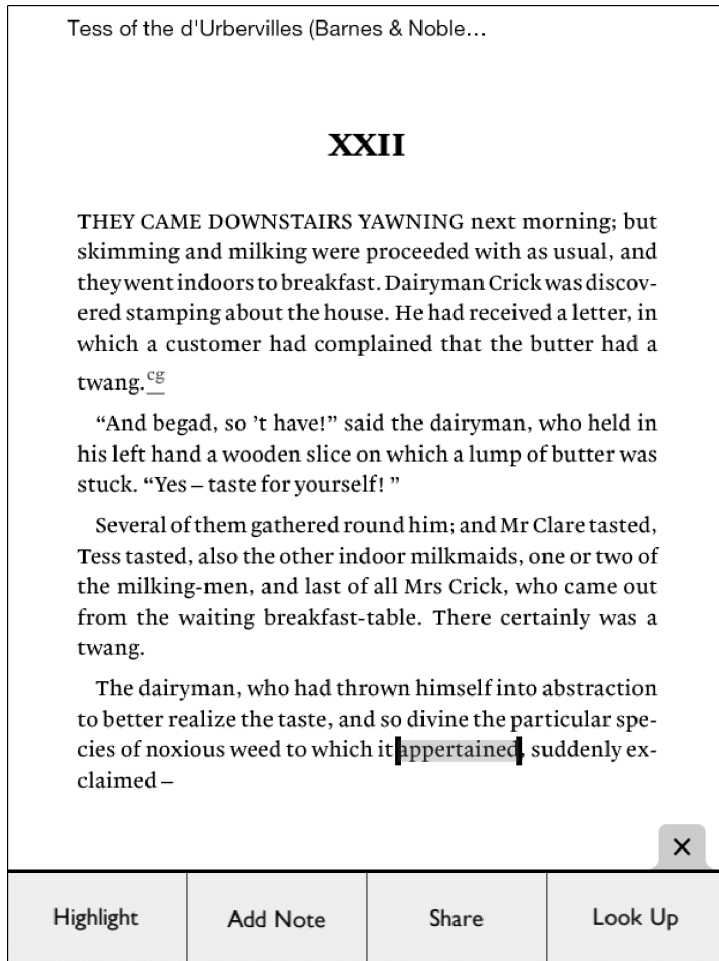 Tess of the d'Urbervilles (Barnes & Noble…
XXII
THEY CAME DOWNSTAIRS YAWNING next morning; but
skimming and milking were proceeded with as usual, and
they went indoors to breakfast. Dairyman Crick was discov-
ered stamping about the house. He had received a letter, in
which a customer had complained that the butter had a
twang.cg
“And begad, so ’t have!” said the dairyman, who held in
his left hand a wooden slice on which a lump of butter was
stuck. “Yes – taste for yourself! ”
Several of them gathered round him; and Mr Clare tasted,
Tess tasted, also the other indoor milkmaids, one or two of
the milking-men, and last of all Mrs Crick, who came out
from the waiting breakfast-table. There certainly was a
twang.
The dairyman, who had thrown himself into abstraction
to better realize the taste, and so divine the particular spe-
cies of noxious weed to which it appertained, suddenly ex-
claimed –
Highlight
Add Note
Share
Look Up